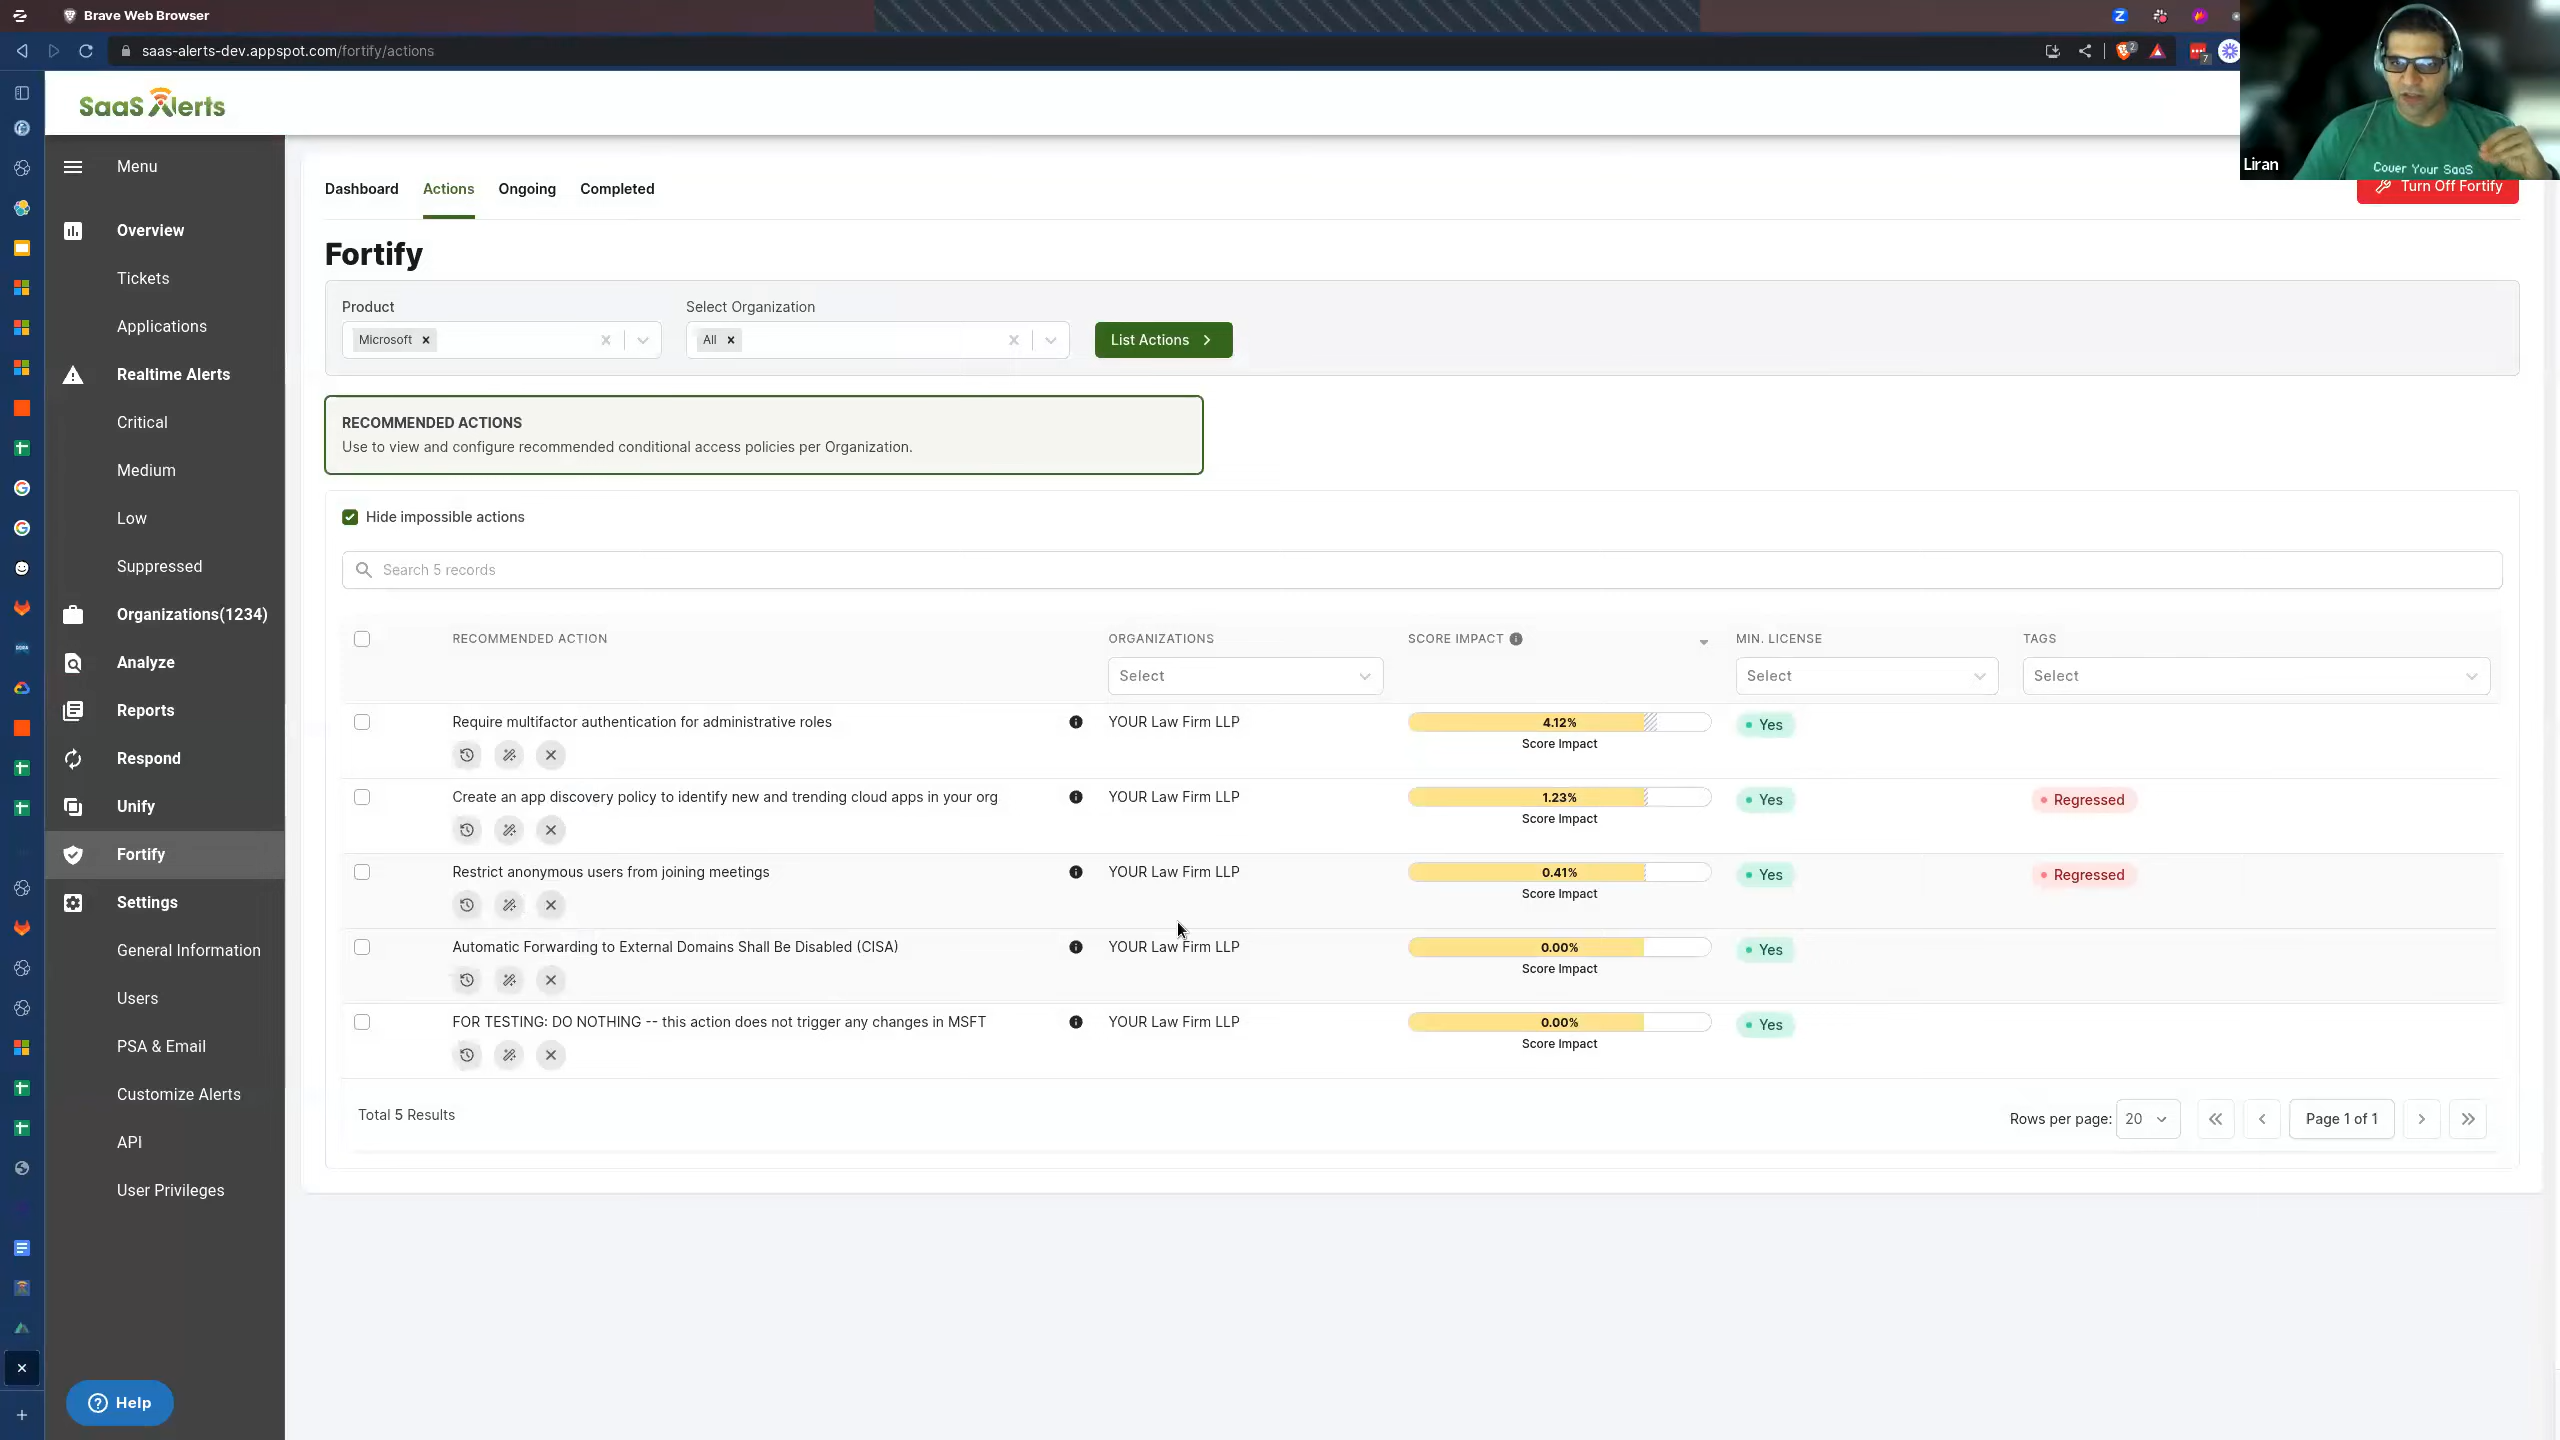 Brave Web Browser
saas-alerts-dev.appspot.com/fortify/actions
2
7
SaaS Alerts
Liran
Cover Your SaaS
Menu
Overview
Tickets
Applications
Realtime Alerts
Critical
Medium
Low
Suppressed
Organizations(1234)
Analyze
Reports
Respond
Unify
Fortify
Settings
General Information
Users
PSA & Email
Customize Alerts
API
User Privileges
Help
Dashboard Actions Ongoing Completed
Turn Off Fortify
Fortify
Product Select Organization
Microsoft All List Actions
RECOMMENDED ACTIONS
Use to view and configure recommended conditional access policies per Organization.
Hide impossible actions
Search 5 records
RECOMMENDED ACTION ORGANIZATIONS SCORE IMPACT MIN. LICENSE TAGS
Select Select Select
Require multifactor authentication for administrative roles YOUR Law Firm LLP 4.12% Yes
Score Impact
Create an app discovery policy to identify new and trending cloud apps in your org YOUR Law Firm LLP 1.23% Yes Regressed
Score Impact
Restrict anonymous users from joining meetings YOUR Law Firm LLP 0.41% Yes Regressed
Score Impact
Automatic Forwarding to External Domains Shall Be Disabled (CISA) YOUR Law Firm LLP 0.00% Yes
Score Impact
FOR TESTING: DO NOTHING -- this action does not trigger any changes in MSFT YOUR Law Firm LLP 0.00% Yes
Score Impact
Total 5 Results Rows per page: 20 Page 1 of 1